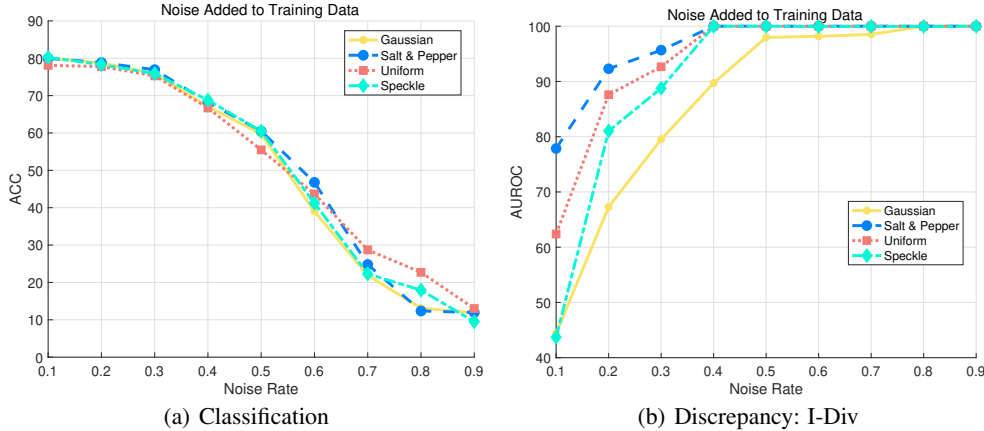 Noise Added to Training Data
90
80
70
60
50
40
30
20
10
0
ACC
Gaussian
Salt & Pepper
Uniform
Speckle
0.1 0.2 0.3 0.4 0.5 0.6 0.7 0.8 0.9
Noise Rate
(a) Classification
Noise Added to Training Data
100
90
80
70
60
50
40
AUROC
Gaussian
Salt & Pepper
Uniform
Speckle
0.1 0.2 0.3 0.4 0.5 0.6 0.7 0.8 0.9
Noise Rate
(b) Discrepancy: I-Div